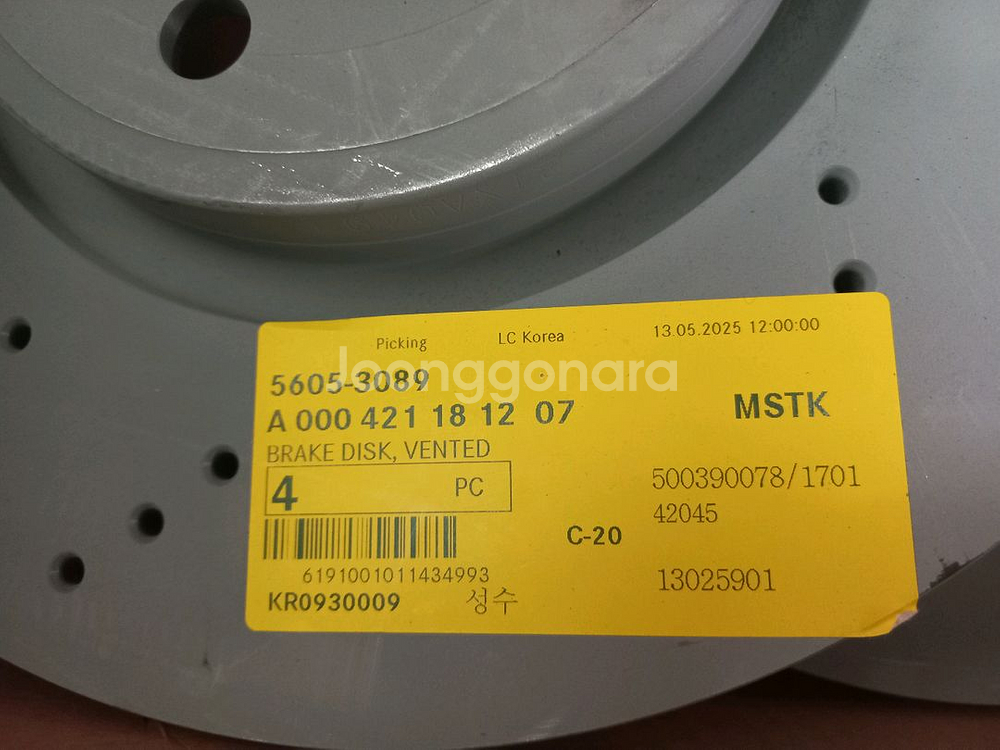 Picking LC Korea 13.05.2025 12:00:00
joonggonara
5605-3089
A 000 421 18 12 07 MSTK
BRAKE DISK, VENTED
4 PC 500390078/1701
42045
C-20
6191001011434993 13025901
KR0930009 성수